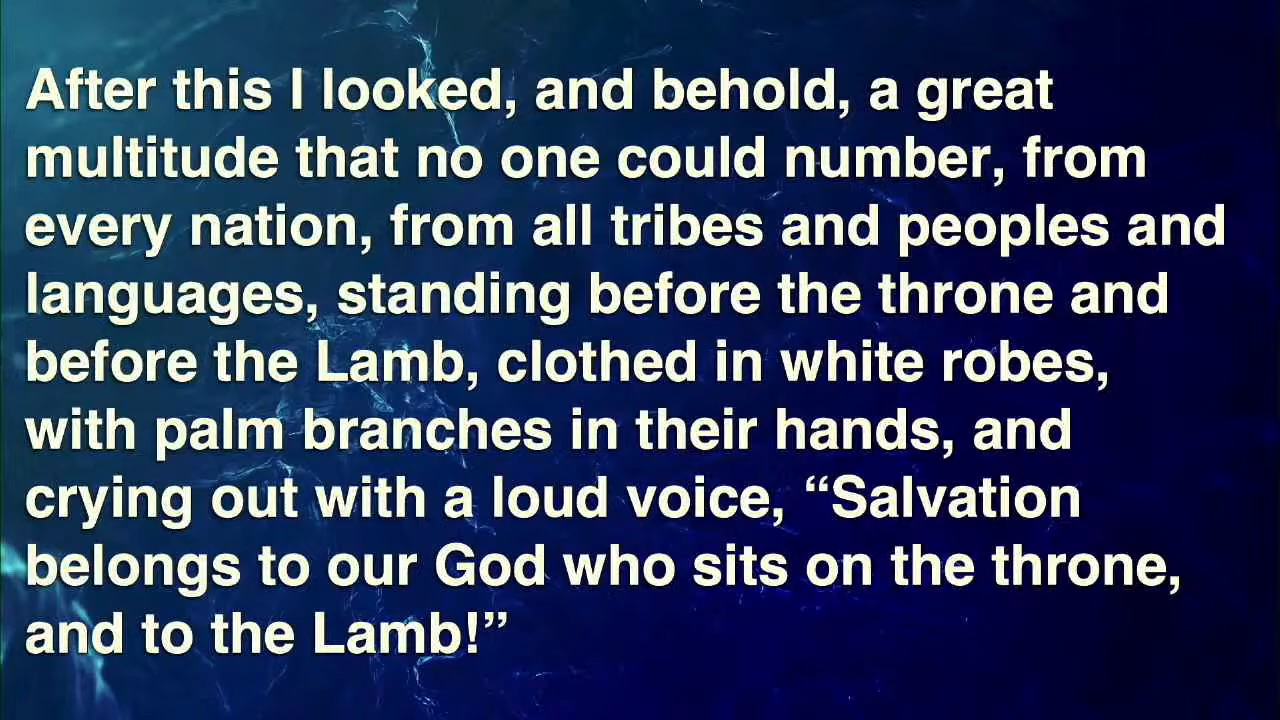 After this I looked, and behold, a great
multitude that no one could number, from
every nation, from all tribes and peoples and
languages, standing before the throne and
before the Lamb, clothed in white robes,
with palm branches in their hands, and
crying out with a loud voice, “Salvation
belongs to our God who sits on the throne,
and to the Lamb!”